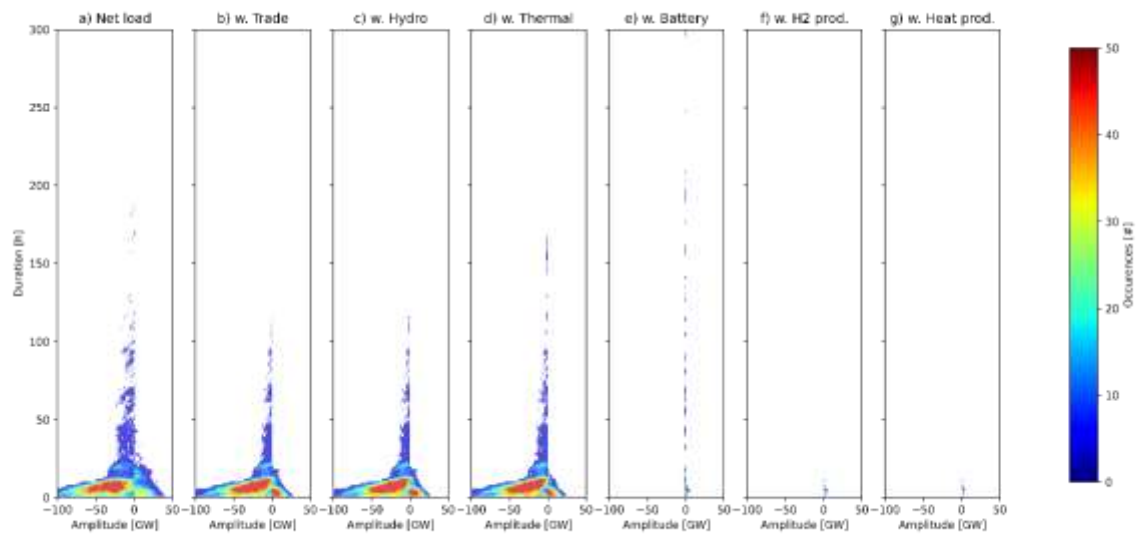 a) Net load b) w. Trade c) w. Hydro d) w. Thermal e) w. Battery f) w. H2 prod. g) w. Heat prod.
300
250
200
150
100
50
0
Duration [h]
−100 −50 0 50 −100 −50 0 50 −100 −50 0 50 −100 −50 0 50 −100 −50 0 50 −100 −50 0 50 −100 −50 0 50
Amplitude [GW] Amplitude [GW] Amplitude [GW] Amplitude [GW] Amplitude [GW] Amplitude [GW] Amplitude [GW]
50
40
30
20
10
0
Occurences [#]